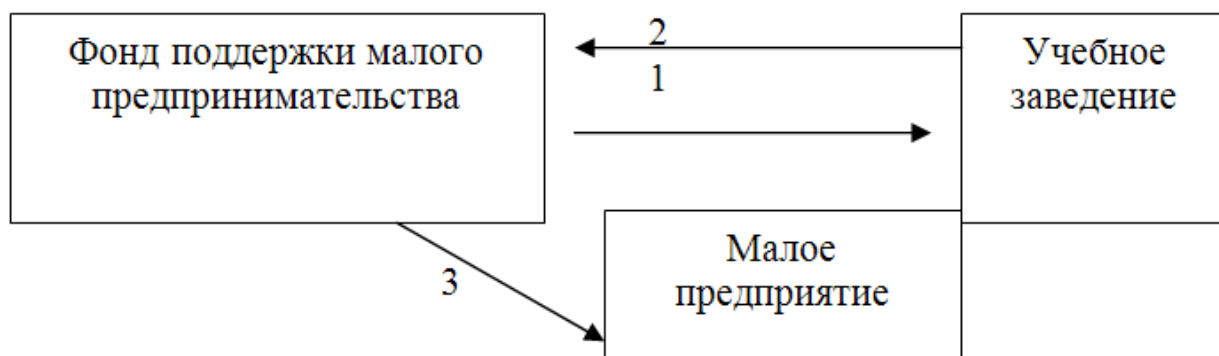 Фонд поддержки малого
предпринимательства
2
1
Учебное
заведение
3
Малое
предприятие